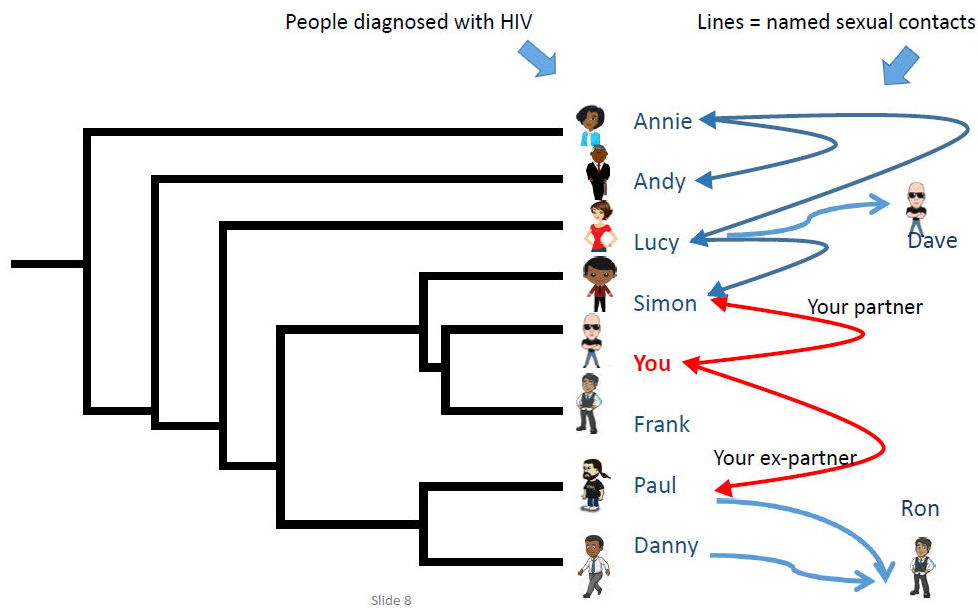 People diagnosed with HIV
Lines = named sexual contacts
Annie
Andy
Dave
Lucy
Simon
Your partner
You
Frank
Your ex-partner
Paul
Ron
Danny
Slide 8